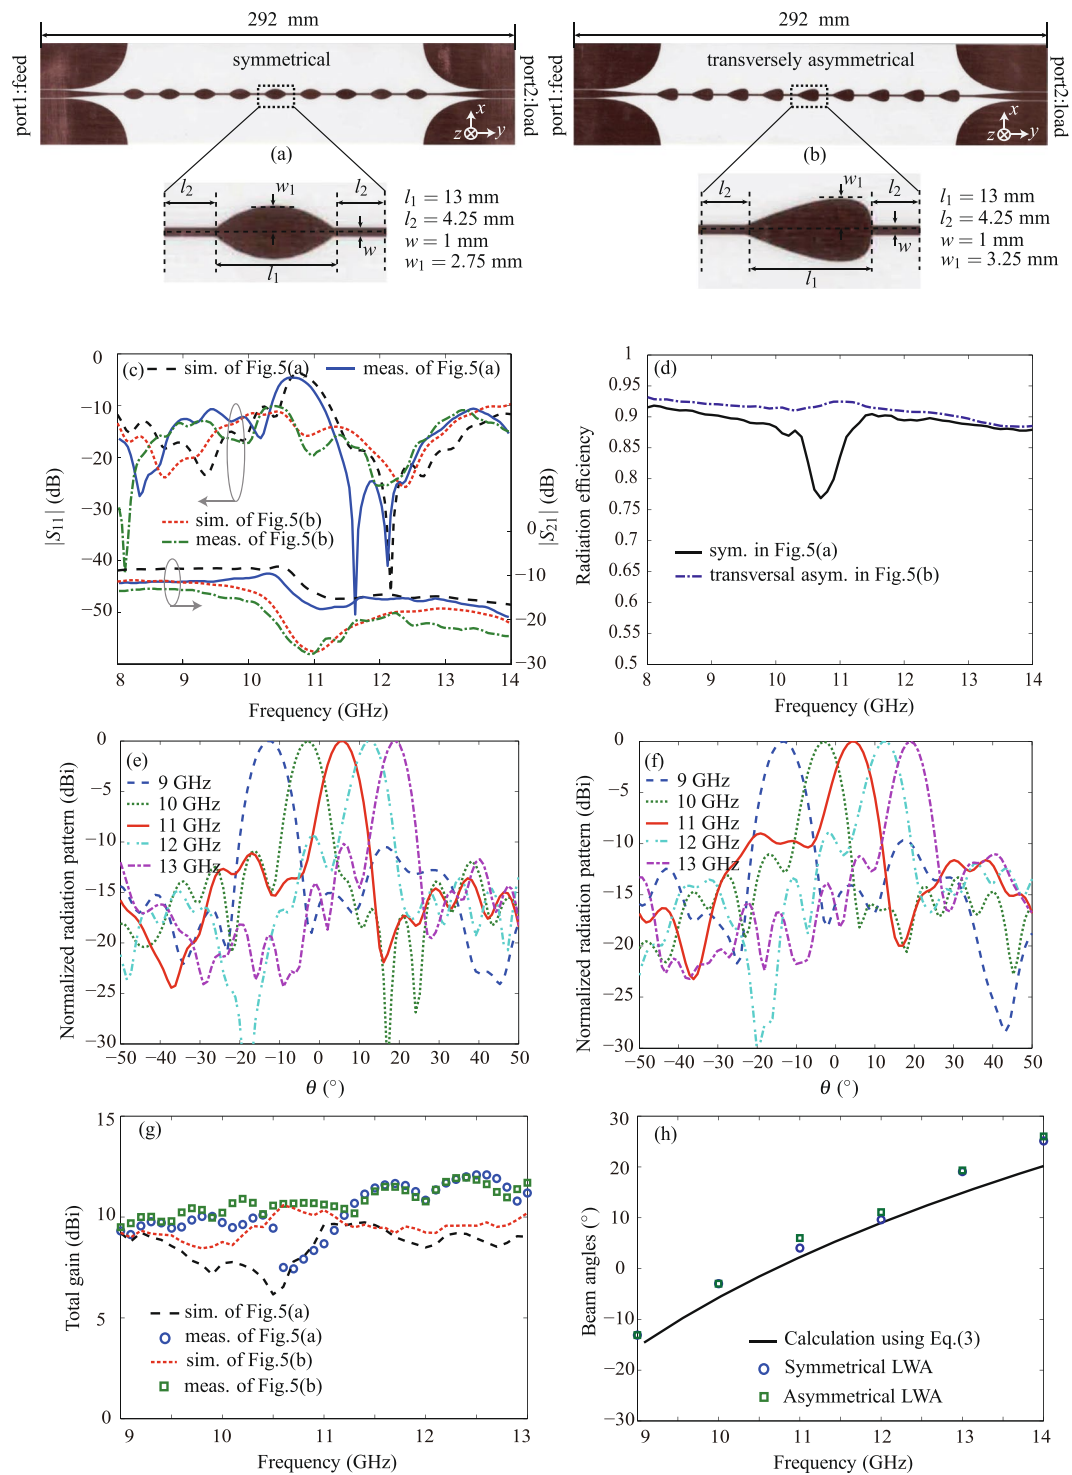 292 mm
symmetrical
port1:feed
port2:load
x
z
y
(a)
l2
w1
l2
w
l1
l1 = 13 mm
l2 = 4.25 mm
w = 1 mm
w1 = 2.75 mm
292 mm
transversely asymmetrical
port1:feed
port2:load
x
z
y
(b)
l2
w1
l2
w
l1
l1 = 13 mm
l2 = 4.25 mm
w = 1 mm
w1 = 3.25 mm
(c)
sim. of Fig.5(a)
meas. of Fig.5(a)
sim. of Fig.5(b)
meas. of Fig.5(b)
|S11| (dB)
0
−10
−20
−30
−40
−50
|S21| (dB)
0
−10
−20
−30
8 9 10 11 12 13 14
Frequency (GHz)
(d)
Radiation efficiency
1
0.95
0.9
0.85
0.8
0.75
0.7
0.65
0.6
0.55
0.5
sym. in Fig.5(a)
transversal asym. in Fig.5(b)
8 9 10 11 12 13 14
Frequency (GHz)
(e)
Normalized radiation pattern (dBi)
0
−5
−10
−15
−20
−25
−30
9 GHz
10 GHz
11 GHz
12 GHz
13 GHz
−50 −40 −30 −20 −10 0 10 20 30 40 50
θ (°)
(f)
Normalized radiation pattern (dBi)
0
−5
−10
−15
−20
−25
−30
9 GHz
10 GHz
11 GHz
12 GHz
13 GHz
−50 −40 −30 −20 −10 0 10 20 30 40 50
θ (°)
(g)
Total gain (dBi)
15
10
5
0
sim. of Fig.5(a)
meas. of Fig.5(a)
sim. of Fig.5(b)
meas. of Fig.5(b)
9 10 11 12 13
Frequency (GHz)
(h)
Beam angles (°)
30
20
10
0
−10
−20
−30
Calculation using Eq.(3)
Symmetrical LWA
Asymmetrical LWA
9 10 11 12 13 14
Frequency (GHz)